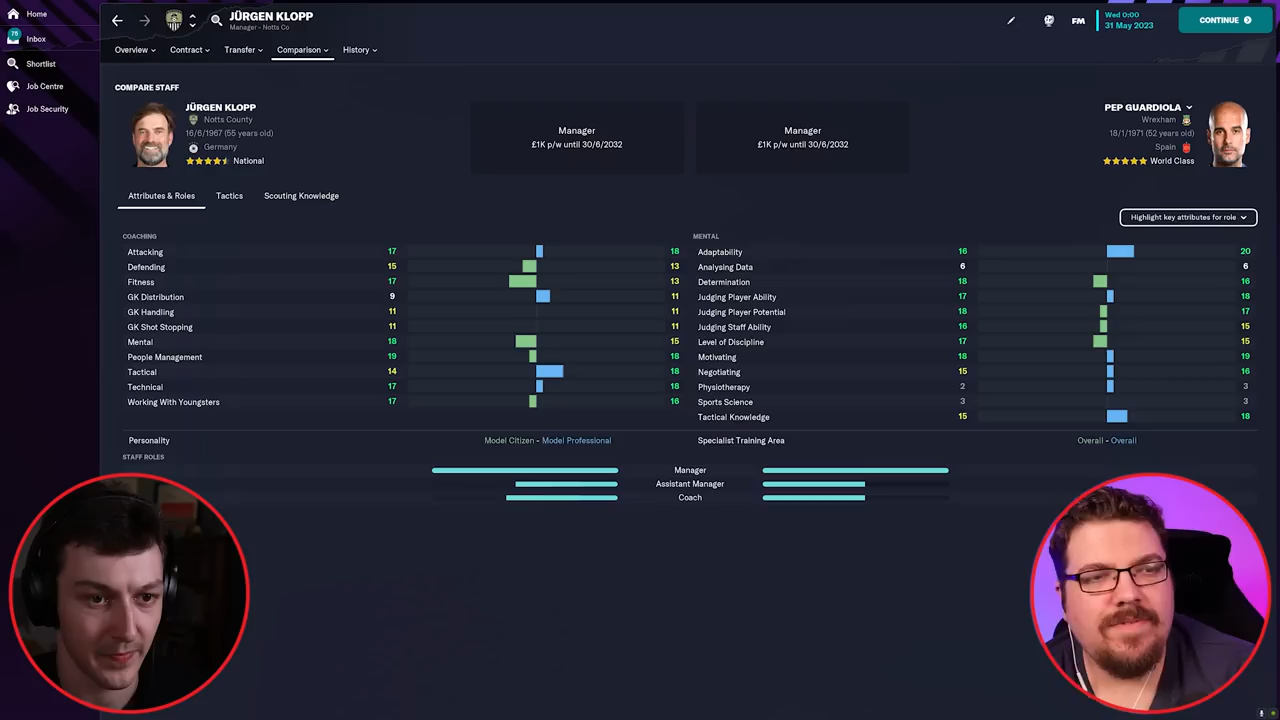 Home
JÜRGEN KLOPP
Manager - Notts Co
FM
Wed 0:00
31 May 2023
CONTINUE
75
Inbox
Overview
Contract
Transfer
Comparison
History
Shortlist
Job Centre
Job Security
COMPARE STAFF
JÜRGEN KLOPP
Notts County
16/6/1967 (55 years old)
Germany
National
Manager
£1K p/w until 30/6/2032
Manager
£1K p/w until 30/6/2032
PEP GUARDIOLA
Wrexham
18/1/1971 (52 years old)
Spain
World Class
Attributes & Roles Tactics Scouting Knowledge
Highlight key attributes for role
COACHING
Attacking 17 18
Defending 15 13
Fitness 17 13
GK Distribution 9 11
GK Handling 11 11
GK Shot Stopping 11 11
Mental 18 15
People Management 19 18
Tactical 14 18
Technical 17 18
Working With Youngsters 17 16
Personality Model Citizen - Model Professional
MENTAL
Adaptability 16 20
Analysing Data 6 6
Determination 18 16
Judging Player Ability 17 18
Judging Player Potential 18 17
Judging Staff Ability 16 15
Level of Discipline 17 15
Motivating 18 19
Negotiating 15 16
Physiotherapy 2 3
Sports Science 3 3
Tactical Knowledge 15 18
Specialist Training Area Overall - Overall
STAFF ROLES
Manager
Assistant Manager
Coach